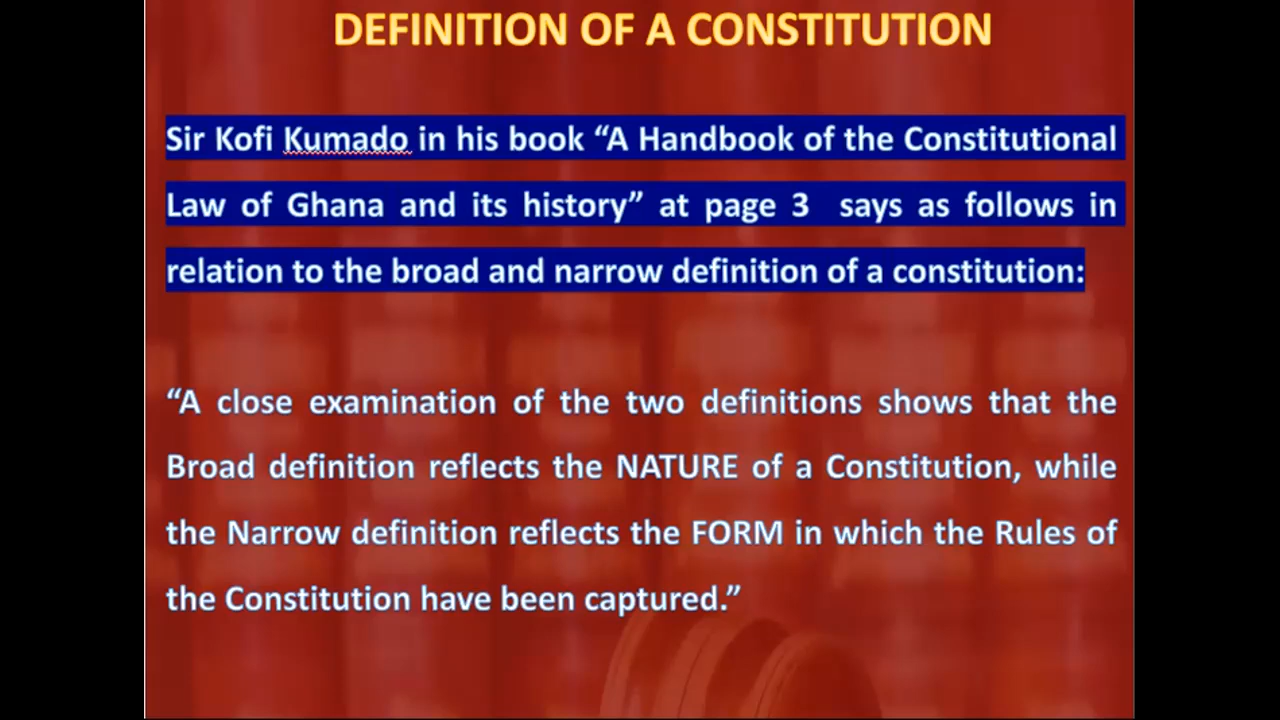 DEFINITION OF A CONSTITUTION
Sir Kofi Kumado in his book “A Handbook of the Constitutional
Law of Ghana and its history” at page 3 says as follows in
relation to the broad and narrow definition of a constitution:
“A close examination of the two definitions shows that the
Broad definition reflects the NATURE of a Constitution, while
the Narrow definition reflects the FORM in which the Rules of
the Constitution have been captured.”